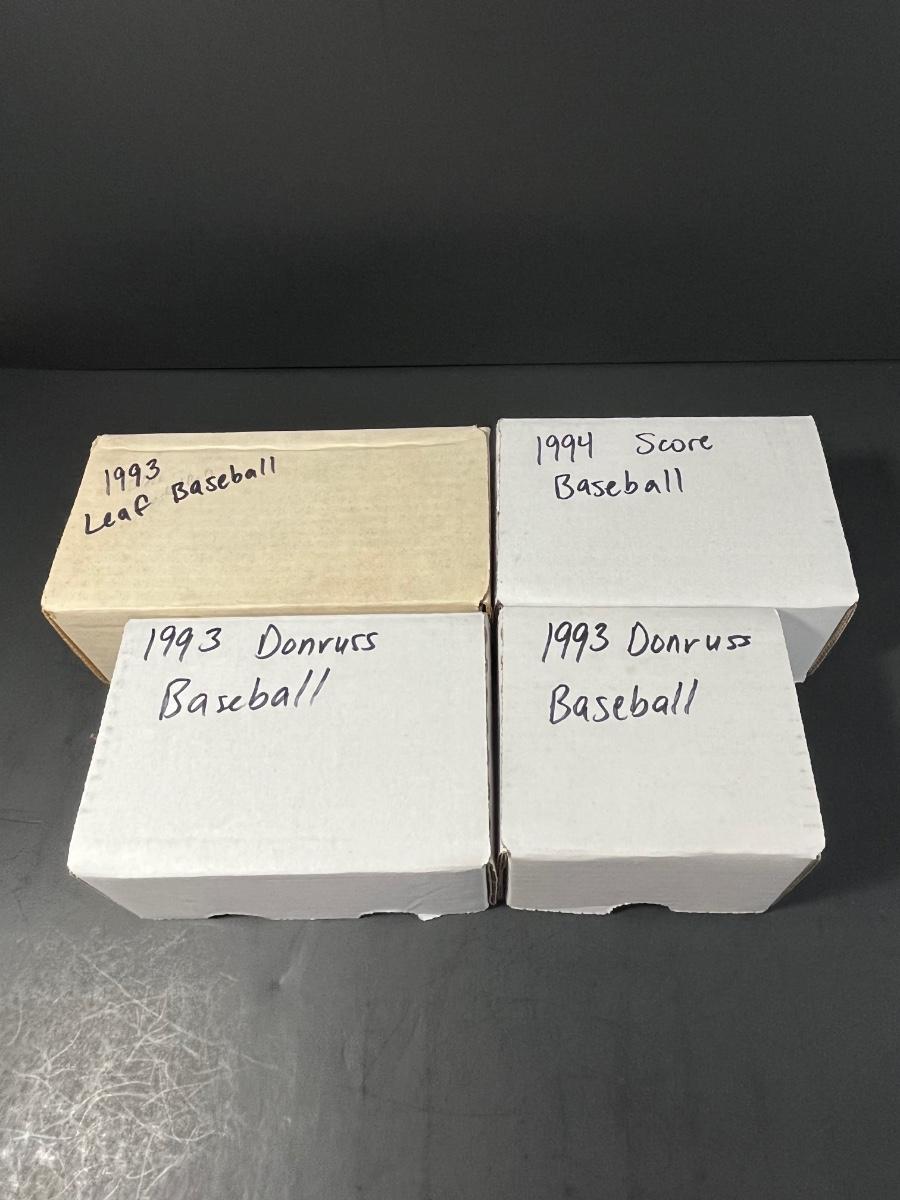 1993
Leaf Baseball
1994 Score
Baseball
1993 Donruss
Baseball
1993 Donruss
Baseball